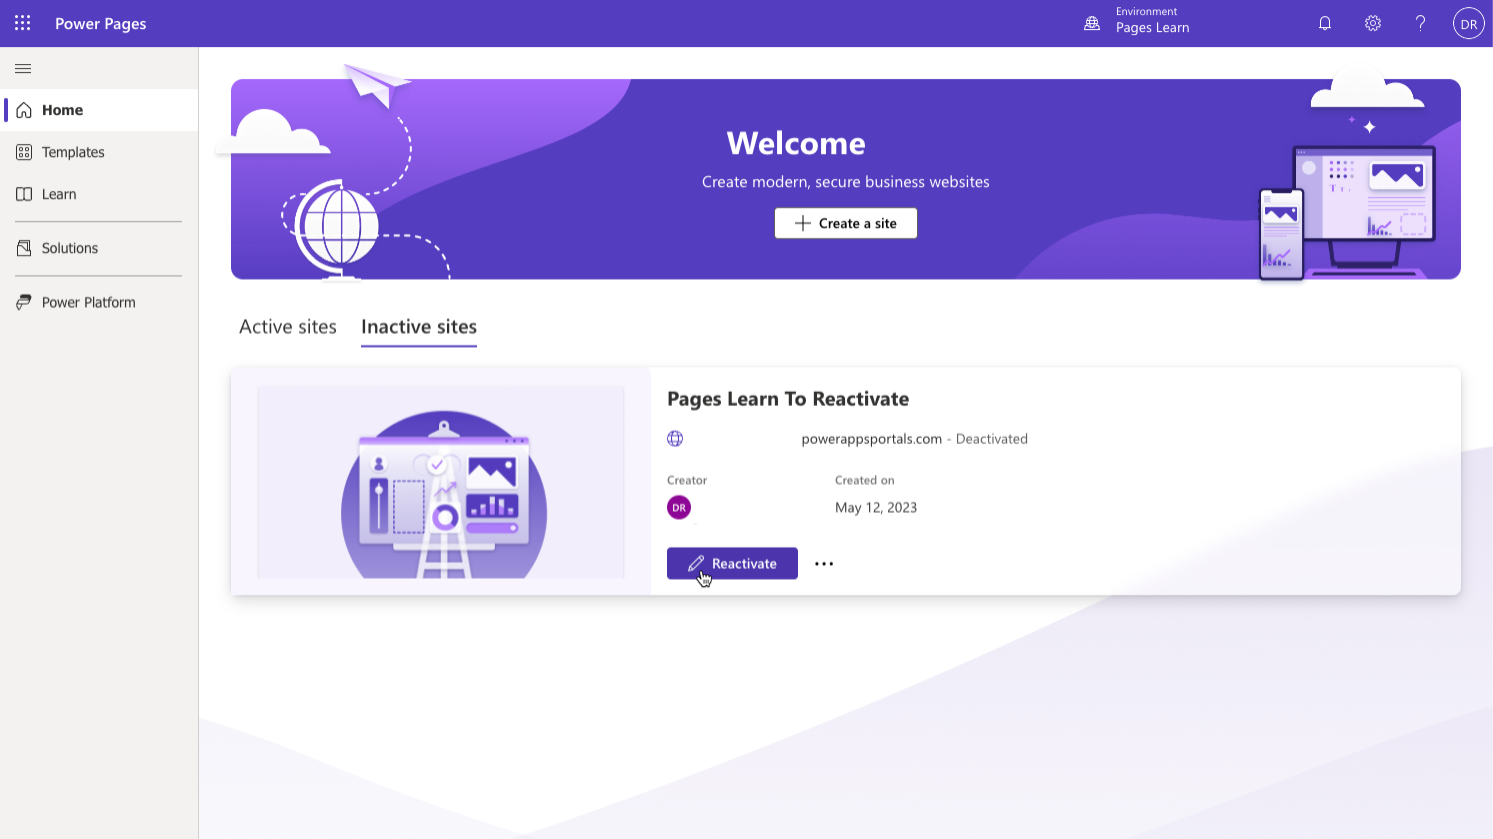 Power Pages
Environment
Pages Learn
DR
Home
Templates
Learn
Solutions
Power Platform
Welcome
Create modern, secure business websites
Create a site
Active sites
Inactive sites
Pages Learn To Reactivate
powerappsportals.com - Deactivated
Creator
Created on
DR
May 12, 2023
Reactivate